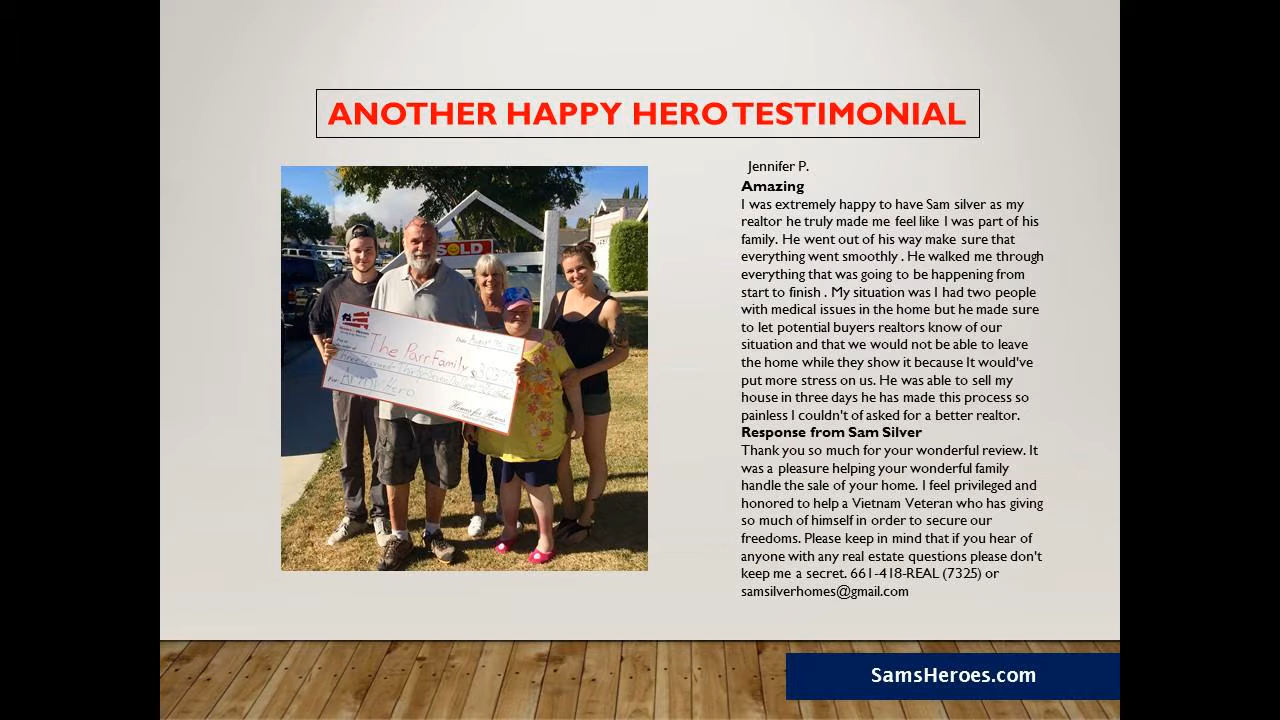 ANOTHER HAPPY HERO TESTIMONIAL
SOLD
The Parr Family
Army Hero
Homes for Heroes
Jennifer P.
Amazing
I was extremely happy to have Sam silver as my
realtor he truly made me feel like I was part of his
family. He went out of his way make sure that
everything went smoothly . He walked me through
everything that was going to be happening from
start to finish . My situation was I had two people
with medical issues in the home but he made sure
to let potential buyers realtors know of our
situation and that we would not be able to leave
the home while they show it because It would've
put more stress on us. He was able to sell my
house in three days he has made this process so
painless I couldn't of asked for a better realtor.
Response from Sam Silver
Thank you so much for your wonderful review. It
was a pleasure helping your wonderful family
handle the sale of your home. I feel privileged and
honored to help a Vietnam Veteran who has giving
so much of himself in order to secure our
freedoms. Please keep in mind that if you hear of
anyone with any real estate questions please don't
keep me a secret. 661-418-REAL (7325) or
samsilverhomes@gmail.com
SamsHeroes.com